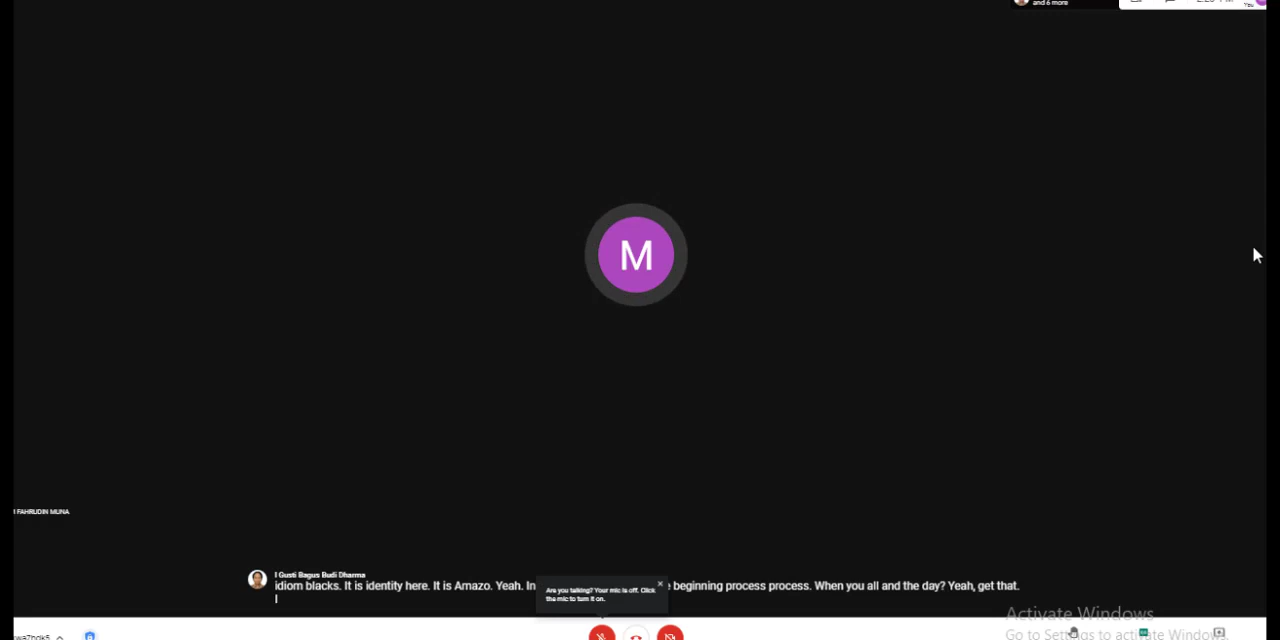 and 6 more
You
M
FAHRUDIN MUNA
I Gusti Bagus Budi Dharma
idiom blacks. It is identity here. It is Amazo. Yeah. In
beginning process process. When you all and the day? Yeah, get that.
I
Are you talking? Your mic is off. Click
the mic to turn it on.
Activate Windows
Go to Settings to activate Windows.